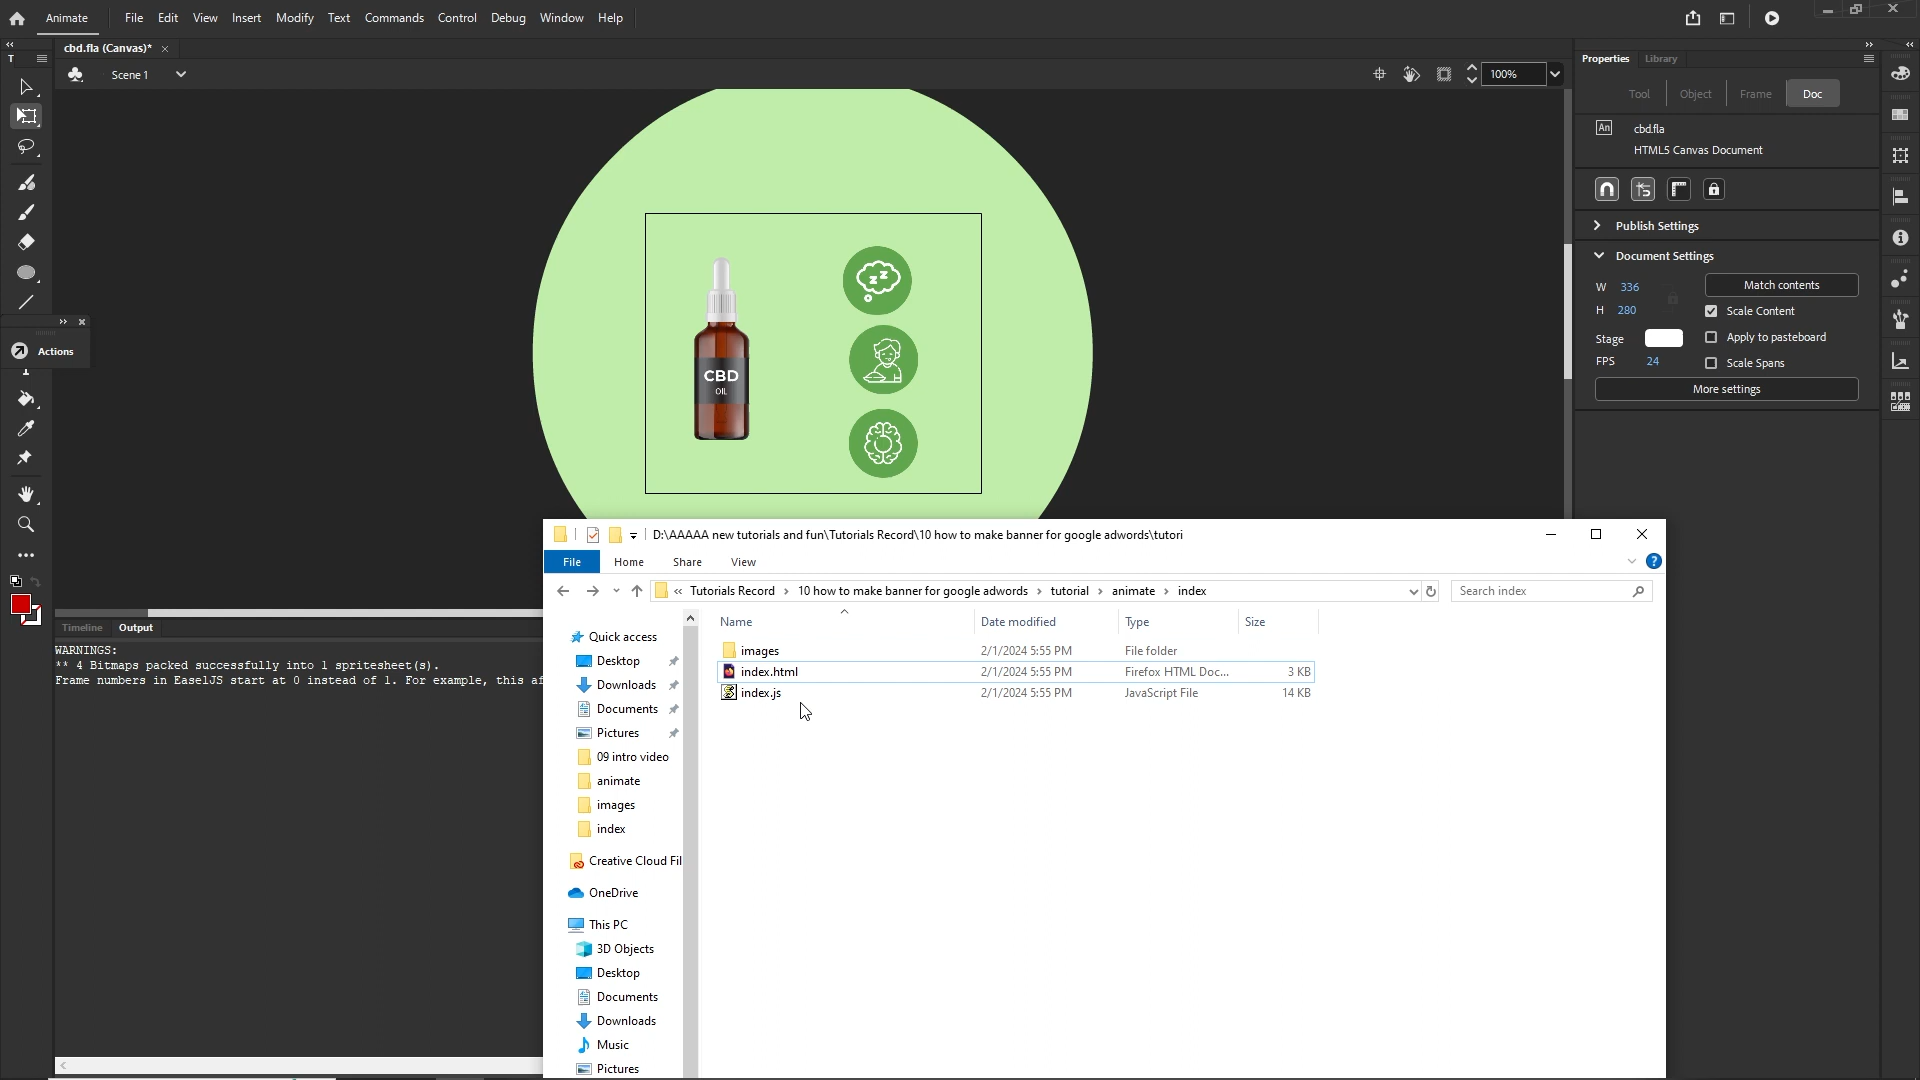 Animate File Edit View Insert Modify Text Commands Control Debug Window Help
cbd.fla (Canvas)*
T
Scene 1
100%
Properties Library
Tool Object Frame Doc
An cbd.fla
HTML5 Canvas Document
Publish Settings
Document Settings
W 336 Match contents
H 280 Scale Content
Stage Apply to pasteboard
FPS 24 Scale Spans
More settings
Actions
CBD
OIL
D:\AAAAA new tutorials and fun\Tutorials Record\10 how to make banner for google adwords\tutori
File Home Share View
« Tutorials Record › 10 how to make banner for google adwords › tutorial › animate › index
Search index
Name Date modified Type Size
images 2/1/2024 5:55 PM File folder
index.html 2/1/2024 5:55 PM Firefox HTML Doc... 3 KB
index.js 2/1/2024 5:55 PM JavaScript File 14 KB
Quick access
Desktop
Downloads
Documents
Pictures
09 intro video
animate
images
index
Creative Cloud Fil
OneDrive
This PC
3D Objects
Desktop
Documents
Downloads
Music
Pictures
Timeline Output
WARNINGS:
** 4 Bitmaps packed successfully into 1 spritesheet(s).
Frame numbers in EaselJS start at 0 instead of 1. For example, this af